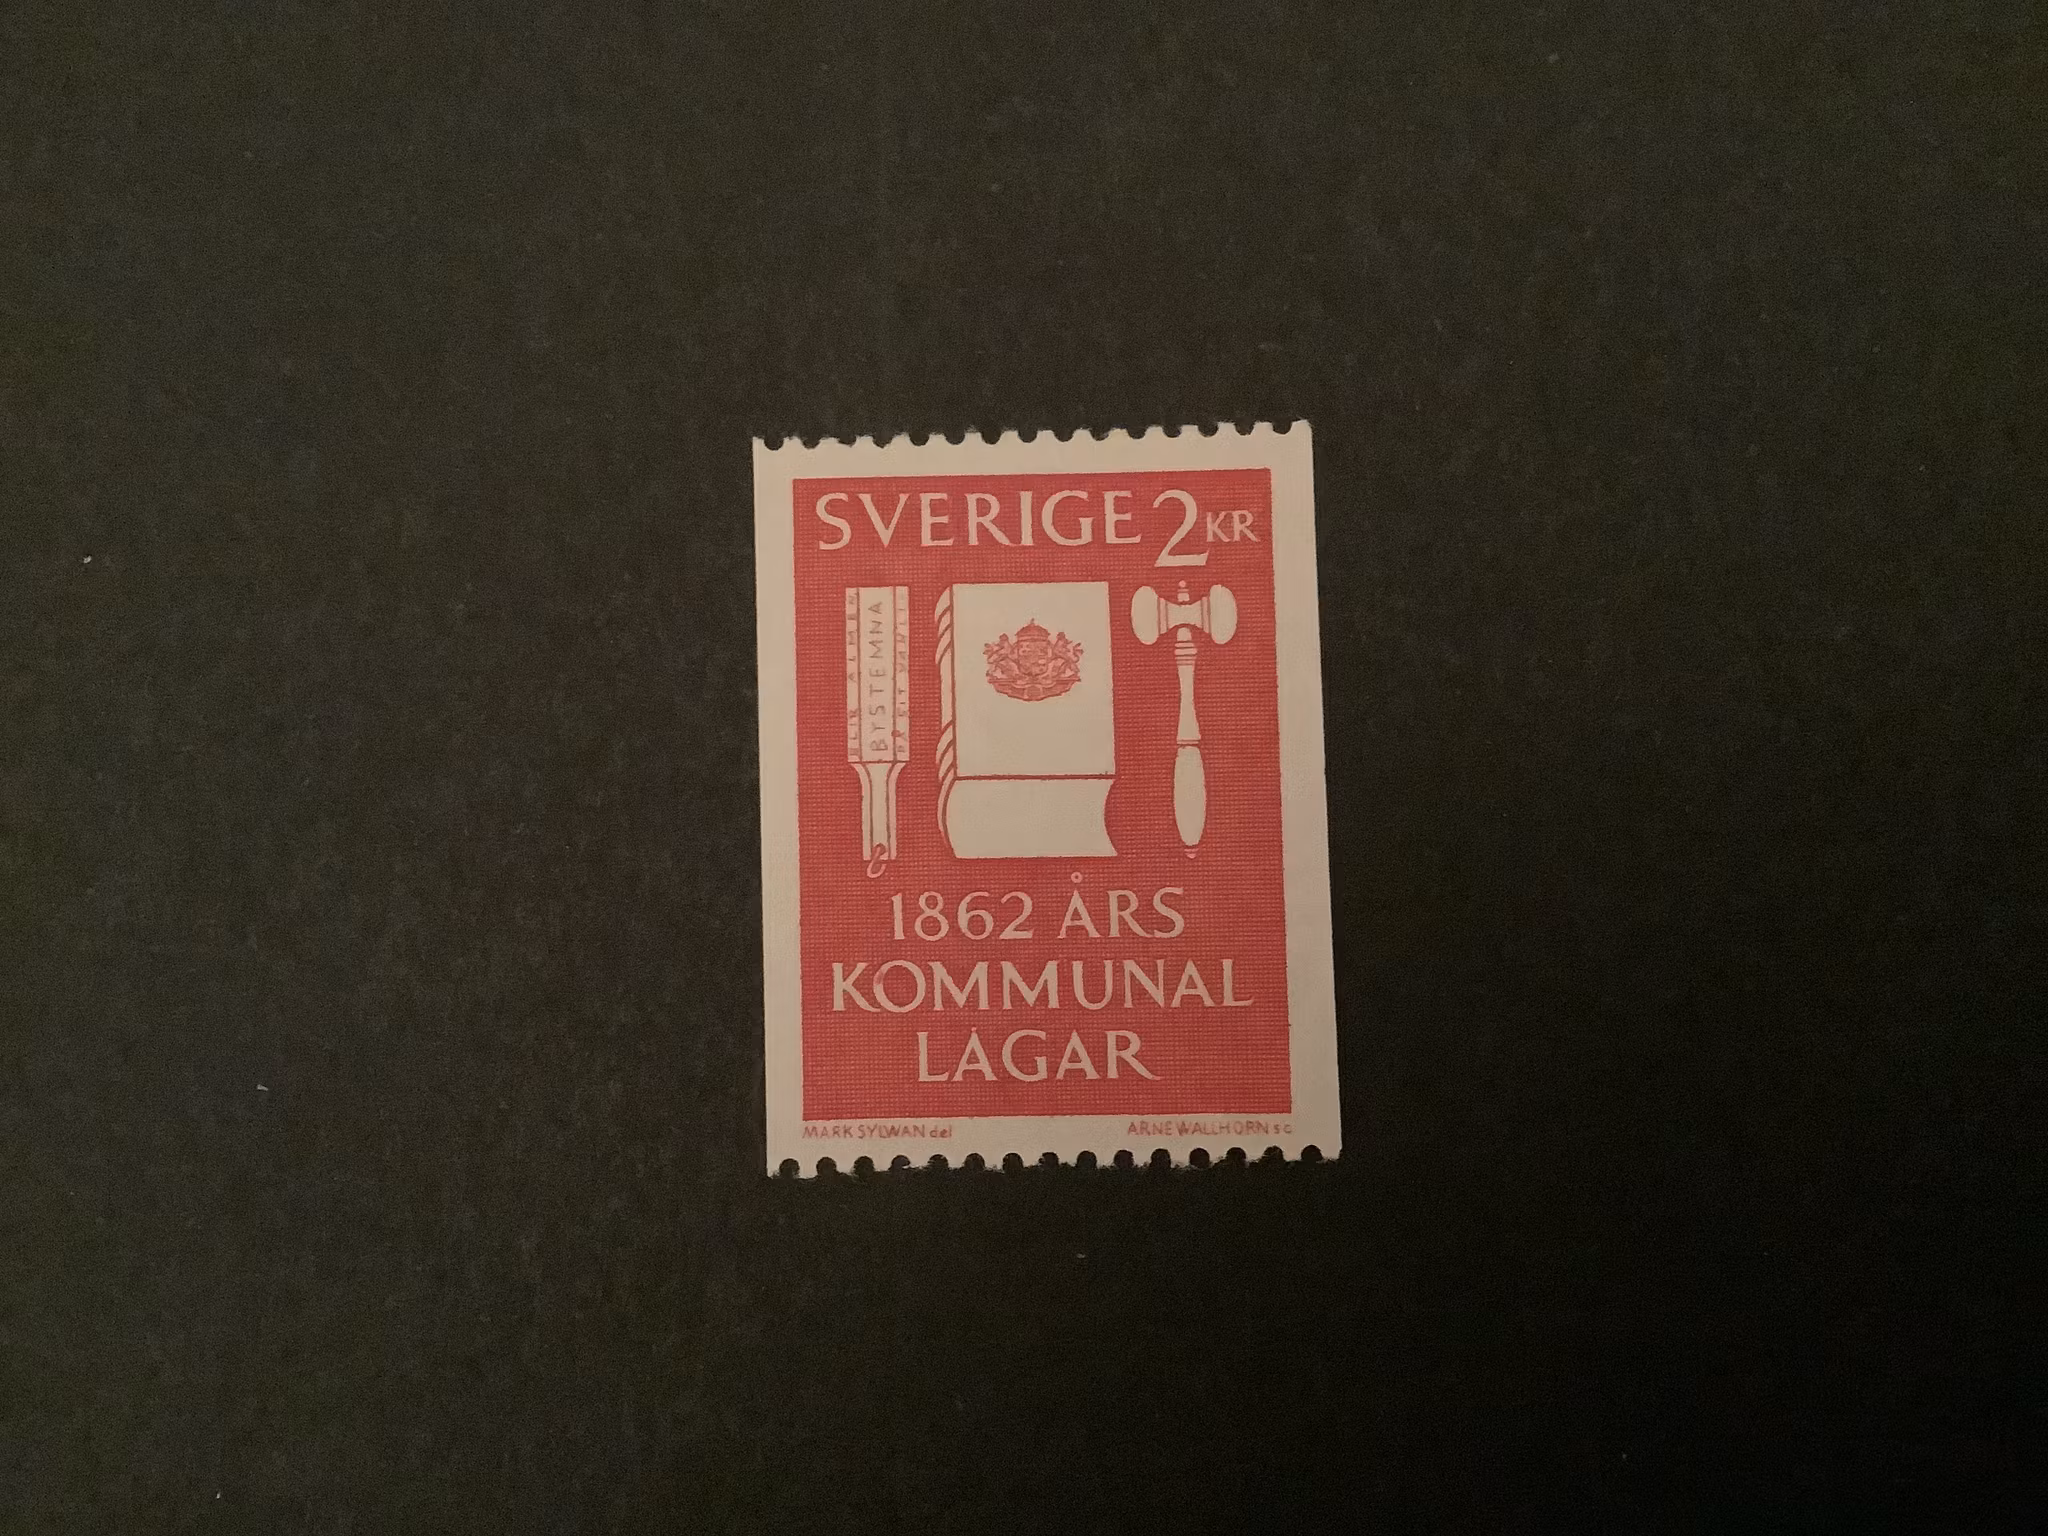 SVERIGE 2 KR
BYSTEMNA
1862 ÅRS
KOMMUNAL
LAGAR
MARK SYLWAN del ARNE WALLHORN sc